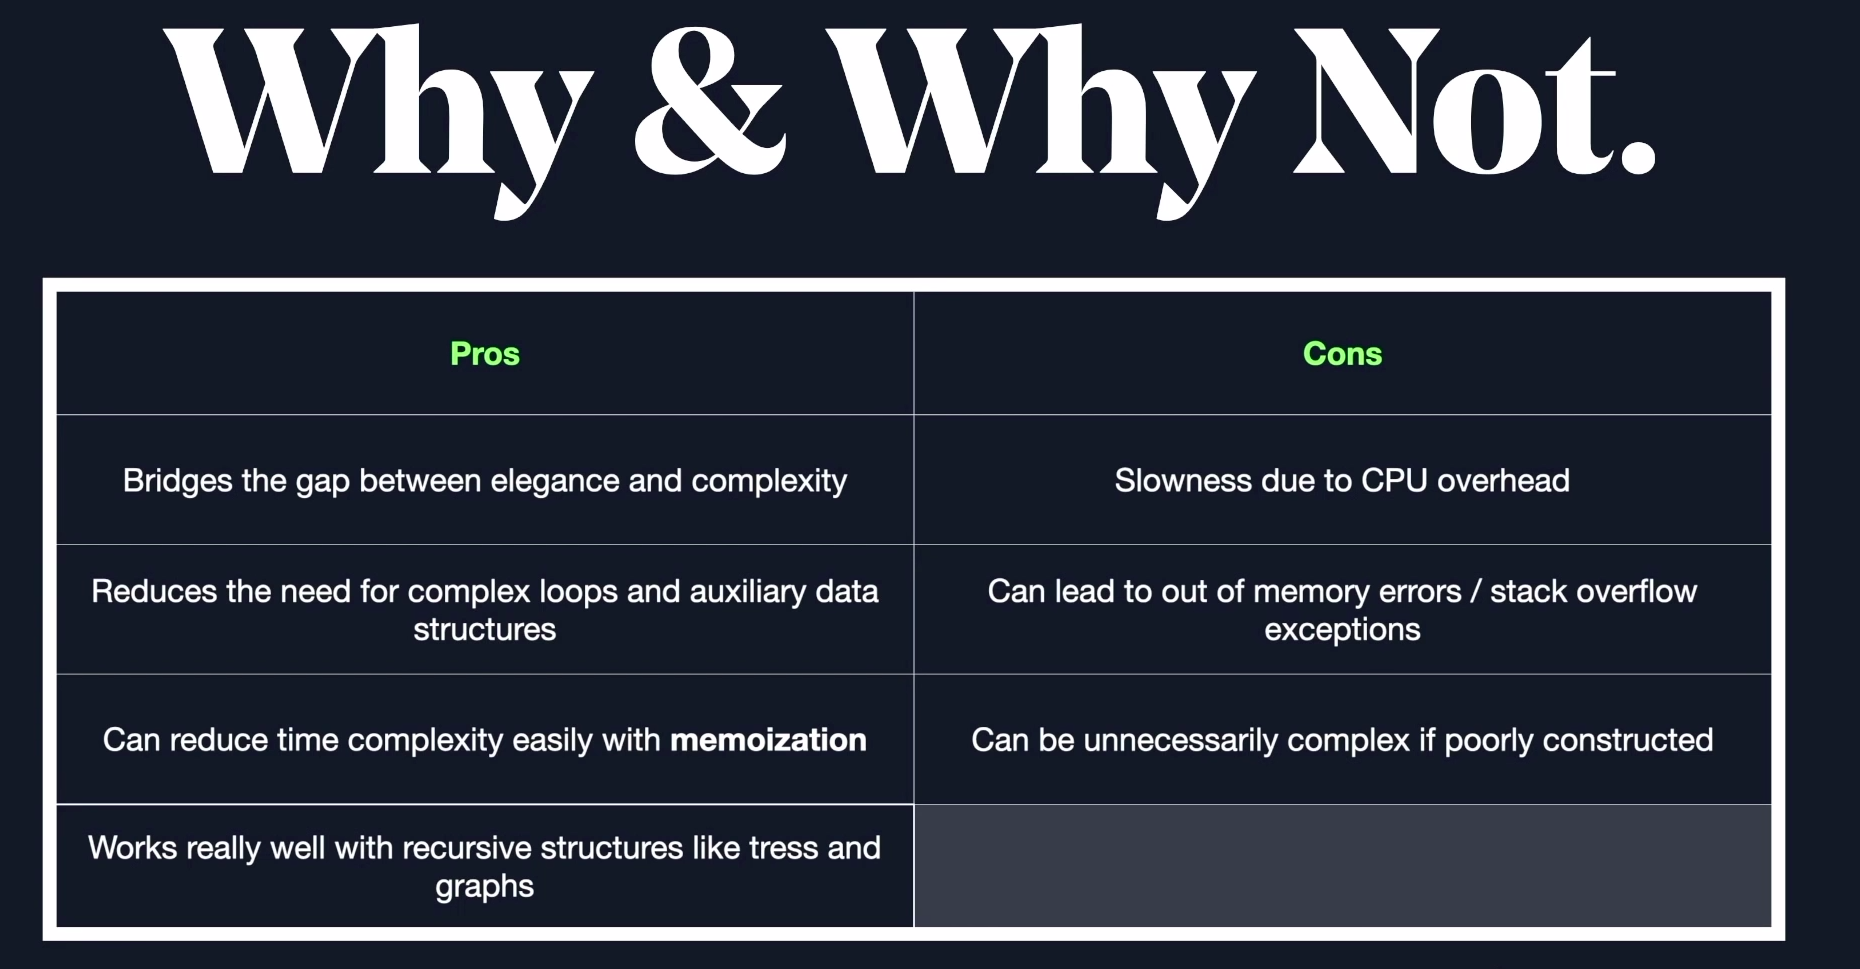 Why & Why Not.
Pros
Cons
Bridges the gap between elegance and complexity
Slowness due to CPU overhead
Reduces the need for complex loops and auxiliary data
structures
Can lead to out of memory errors / stack overflow
exceptions
Can reduce time complexity easily with memoization
Can be unnecessarily complex if poorly constructed
Works really well with recursive structures like tress and
graphs